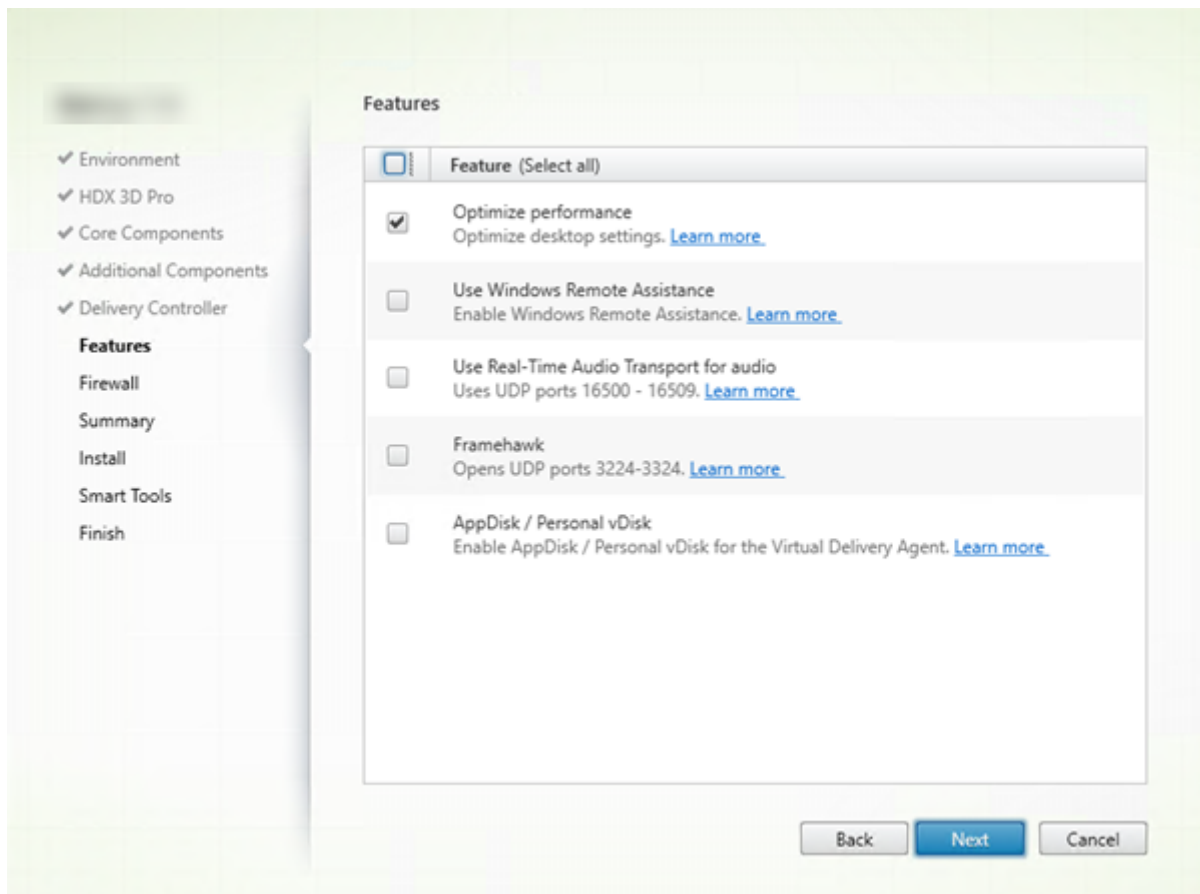 Environment
HDX 3D Pro
Core Components
Additional Components
Delivery Controller
Features
Firewall
Summary
Install
Smart Tools
Finish
Features
Feature (Select all)
Optimize performance
Optimize desktop settings. Learn more
Use Windows Remote Assistance
Enable Windows Remote Assistance. Learn more
Use Real-Time Audio Transport for audio
Uses UDP ports 16500 - 16509. Learn more
Framehawk
Opens UDP ports 3224-3324. Learn more
AppDisk / Personal vDisk
Enable AppDisk / Personal vDisk for the Virtual Delivery Agent. Learn more
Back
Next
Cancel